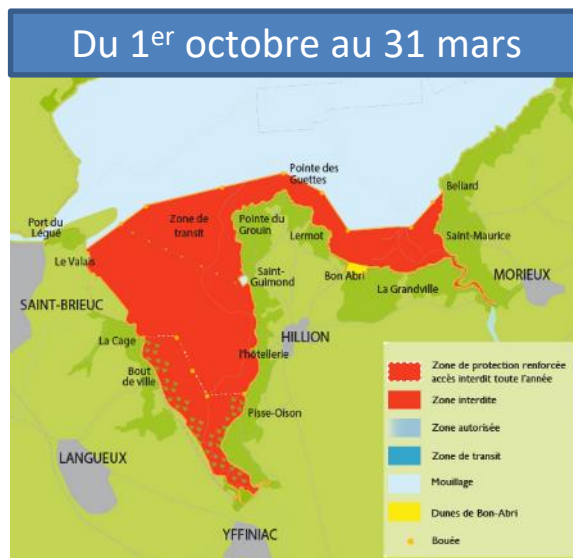 Du 1er octobre au 31 mars
Pointe des
Guettes
Bellard
Port du
Légué
Zone de
transit
Pointe du
Grouin
Lermot
Saint-Maurice
Le Valais
Saint-
Guimond
Bon Abri
La Grandville
MORIEUX
SAINT-BRIEUC
La Cage
HILLION
l'hôtellerie
Bout
de ville
Pisse-Oison
LANGUEUX
YFFINIAC
Zone de protection renforcée
accès interdit toute l'année
Zone interdite
Zone autorisée
Zone de transit
Mouillage
Dunes de Bon-Abri
Bouée